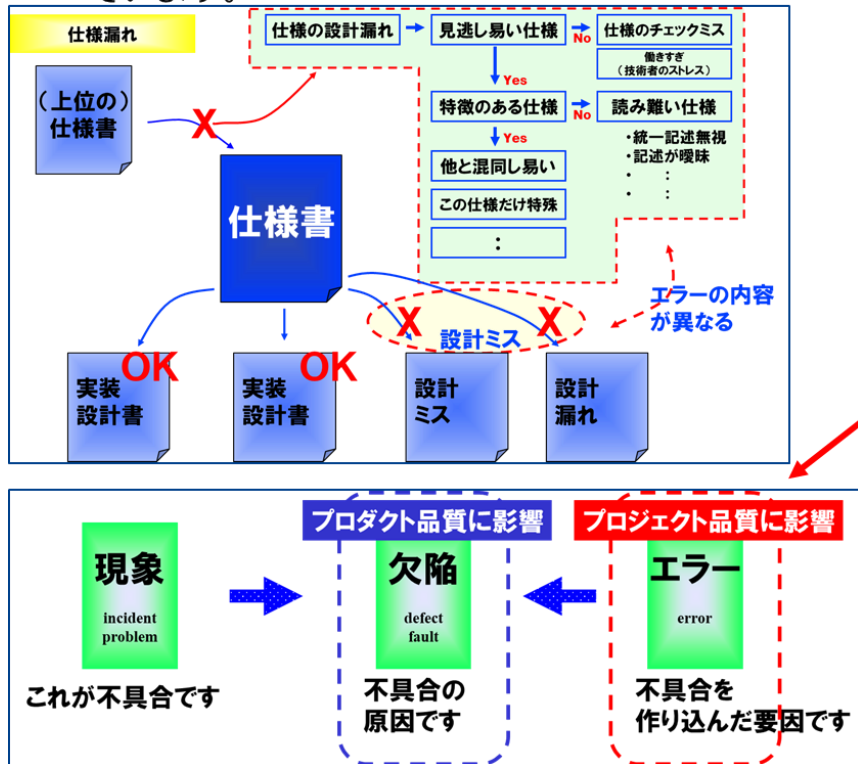 ています。
仕様漏れ
仕様の設計漏れ
見逃し易い仕様
No
仕様のチェックミス
働きすぎ
(技術者のストレス)
Yes
(上位の)
仕様書
X
特徴のある仕様
No
読み難い仕様
・統一記述無視
・記述が曖昧
・ :
・ :
Yes
他と混同し易い
この仕様だけ特殊
:
仕様書
エラーの内容
が異なる
X
X
設計ミス
OK
実装
設計書
OK
実装
設計書
設計
ミス
設計
漏れ
プロダクト品質に影響
プロジェクト品質に影響
現象
incident
problem
欠陥
defect
fault
エラー
error
これが不具合です
不具合の
原因です
不具合を
作り込んだ要因です